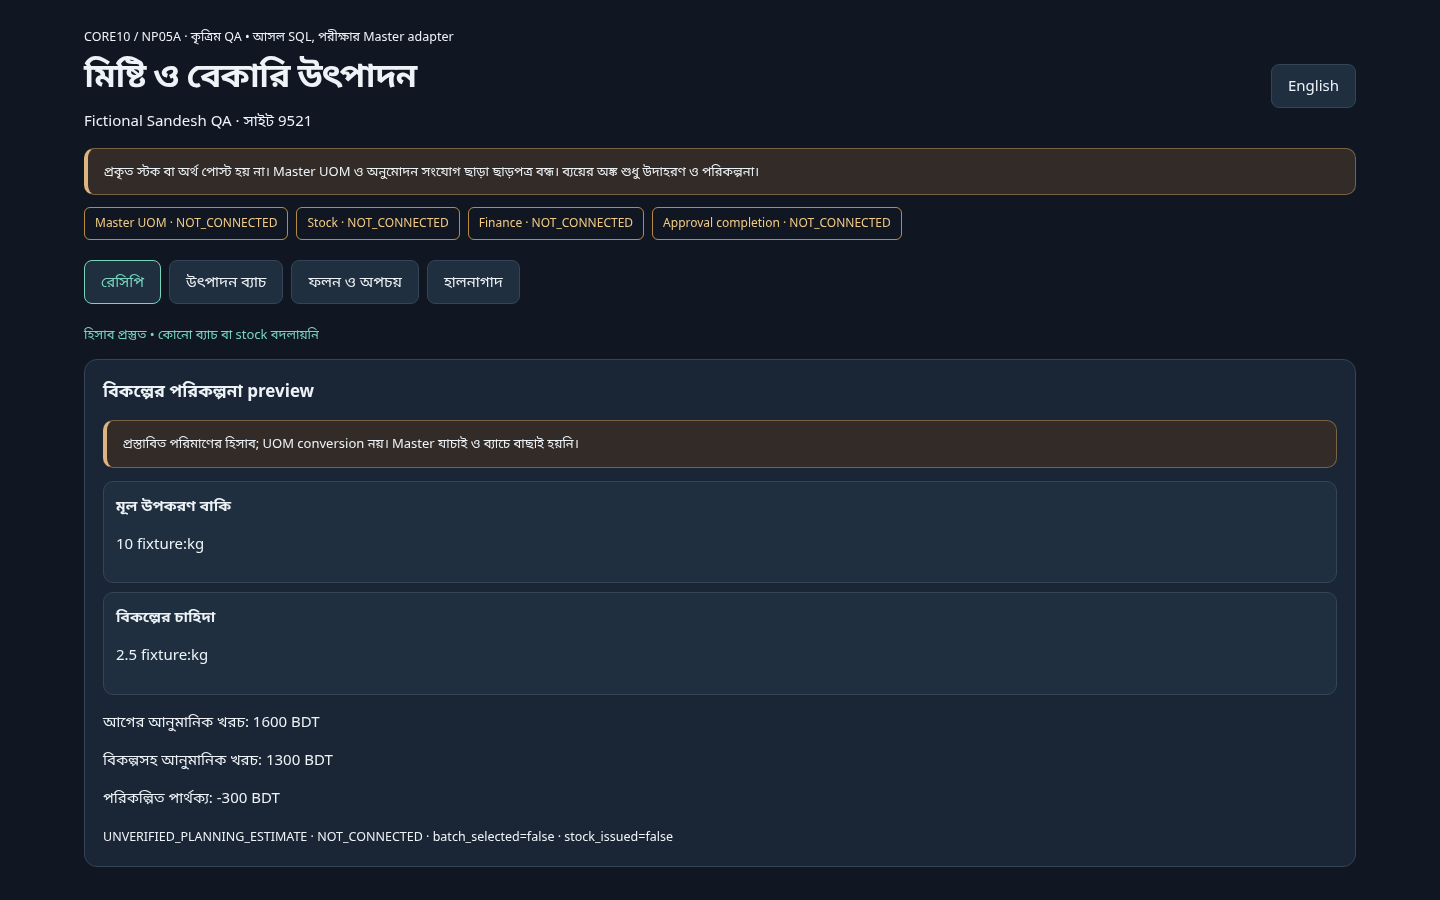 CORE10 / NP05A · কৃত্রিম QA • আসল SQL, পরীক্ষার Master adapter
মিষ্টি ও বেকারি উৎপাদন
English
Fictional Sandesh QA · সাইট 9521
প্রকৃত স্টক বা অর্থ পোস্ট হয় না। Master UOM ও অনুমোদন সংযোগ ছাড়া ছাড়পত্র বন্ধ। ব্যয়ের অঙ্ক শুধু উদাহরণ ও পরিকল্পনা।
Master UOM · NOT_CONNECTED
Stock · NOT_CONNECTED
Finance · NOT_CONNECTED
Approval completion · NOT_CONNECTED
রেসিপি
উৎপাদন ব্যাচ
ফলন ও অপচয়
হালনাগাদ
হিসাব প্রস্তুত • কোনো ব্যাচ বা stock বদলায়নি
বিকল্পের পরিকল্পনা preview
প্রস্তাবিত পরিমাণের হিসাব; UOM conversion নয়। Master যাচাই ও ব্যাচে বাছাই হয়নি।
মূল উপকরণ বাকি
10 fixture:kg
বিকল্পের চাহিদা
2.5 fixture:kg
আগের আনুমানিক খরচ: 1600 BDT
বিকল্পসহ আনুমানিক খরচ: 1300 BDT
পরিকল্পিত পার্থক্য: -300 BDT
UNVERIFIED_PLANNING_ESTIMATE · NOT_CONNECTED · batch_selected=false · stock_issued=false